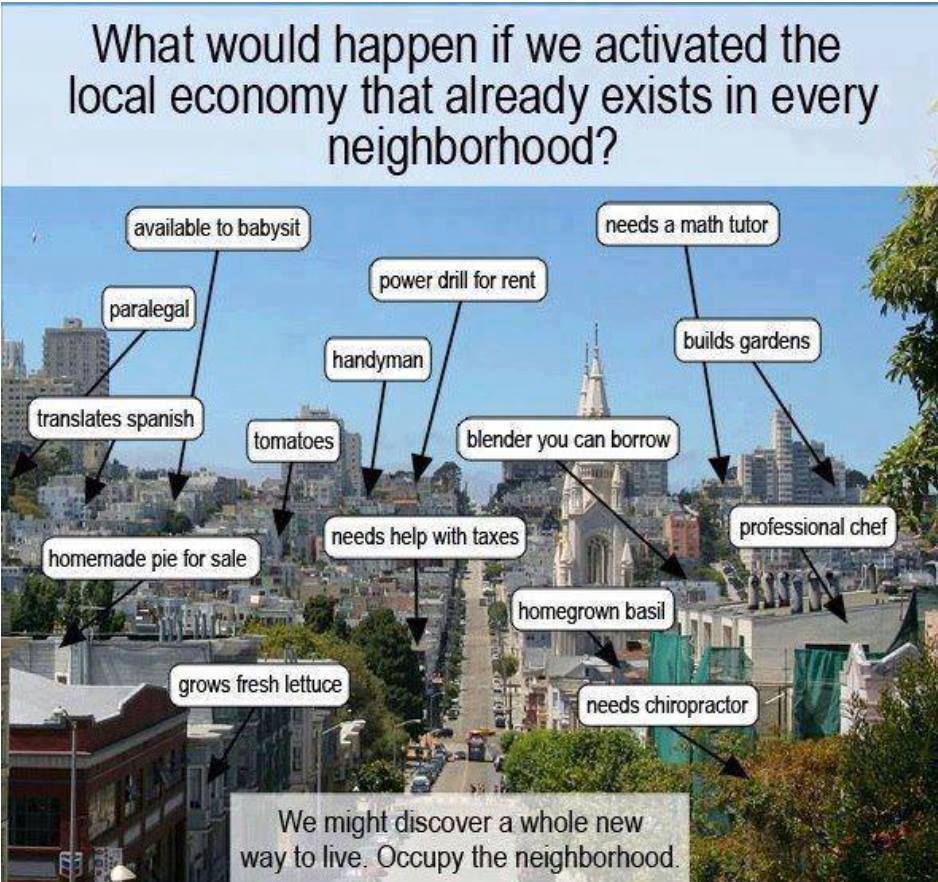 What would happen if we activated the
local economy that already exists in every
neighborhood?
available to babysit
needs a math tutor
power drill for rent
paralegal
builds gardens
handyman
translates spanish
tomatoes
blender you can borrow
professional chef
needs help with taxes
homemade pie for sale
homegrown basil
grows fresh lettuce
needs chiropractor
We might discover a whole new
way to live. Occupy the neighborhood.